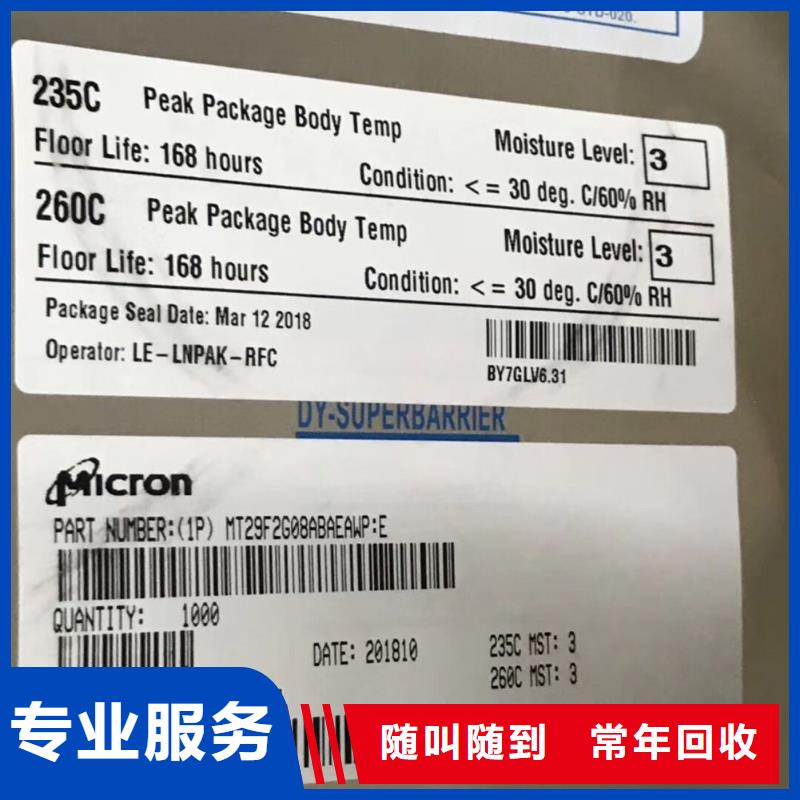 235C Peak Package Body Temp Moisture Level: 3
Floor Life: 168 hours Condition: <= 30 deg. C/60% RH
260C Peak Package Body Temp Moisture Level: 3
Floor Life: 168 hours Condition: <= 30 deg. C/60% RH
Package Seal Date: Mar 12 2018
Operator: LE-LNPAK-RFC
BY7GLV6.31
DY-SUPERBARRIER
Micron
PART NUMBER:(1P) MT29F2G08ABAEAWP:E
QUANTITY: 1000
DATE: 201810 235C MST: 3
260C MST: 3
专业服务
随叫随到 常年回收